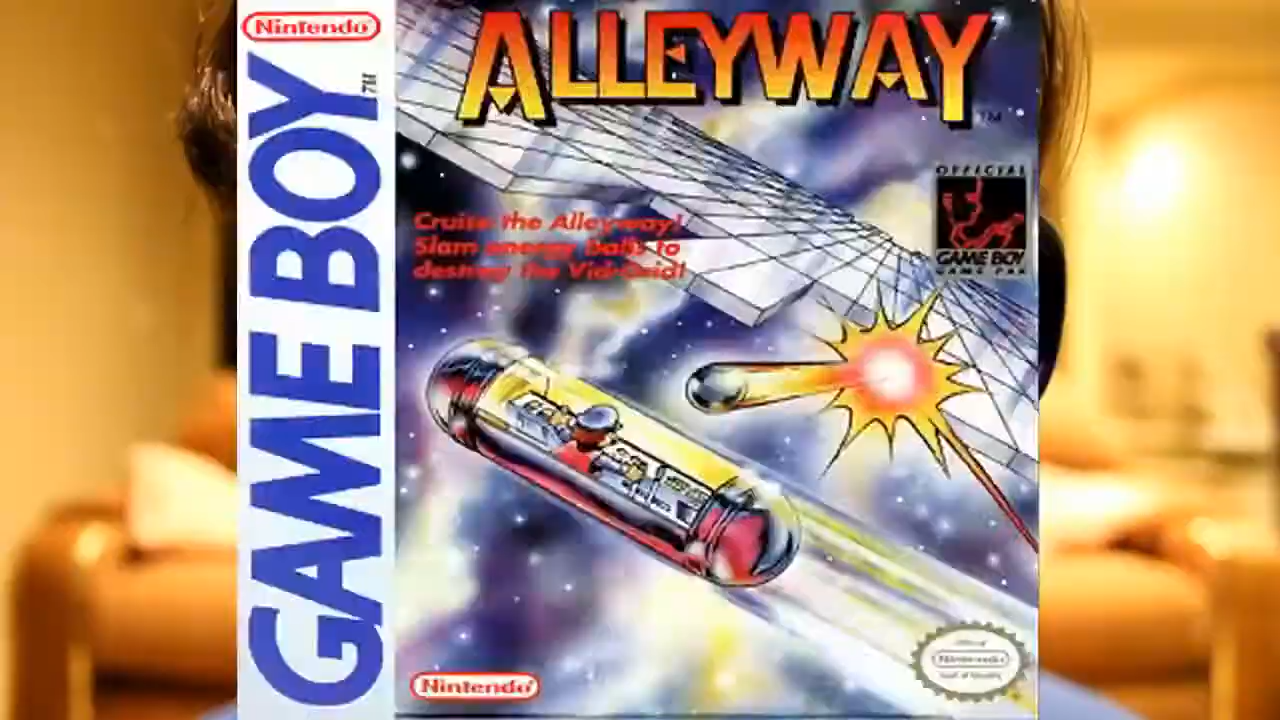 Nintendo
GAME BOY
TM
ALLEYWAY
TM
Cruise the Alleyway!
Slam energy balls to
destroy the Vid-Grid!
OFFICIAL
GAME BOY
GAME PAK
Nintendo
Nintendo